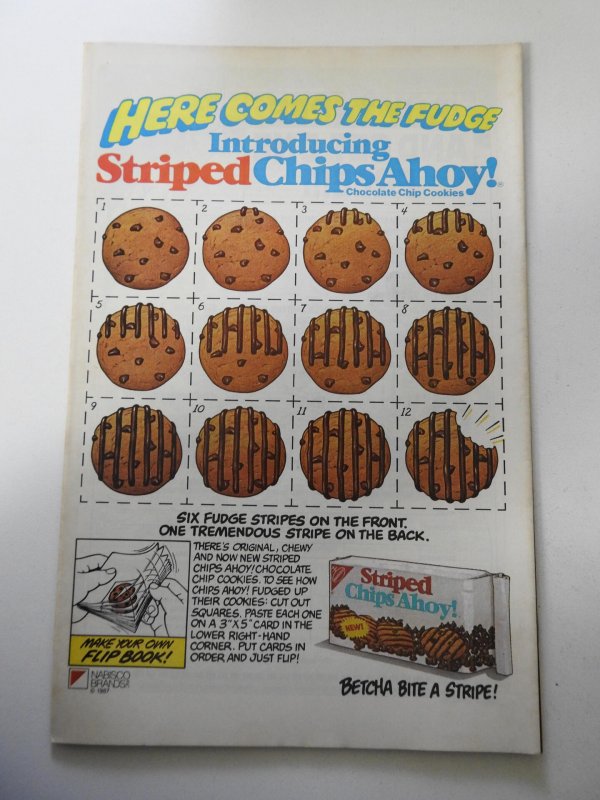 HERE COMES THE FUDGE
Introducing
Striped Chips Ahoy!®
Chocolate Chip Cookies
1 2 3 4
5 6 7 8
9 10 11 12
SIX FUDGE STRIPES ON THE FRONT.
ONE TREMENDOUS STRIPE ON THE BACK.
THERE'S ORIGINAL, CHEWY
AND NOW NEW STRIPED
CHIPS AHOY! CHOCOLATE
CHIP COOKIES. TO SEE HOW
CHIPS AHOY! FUDGED UP
THEIR COOKIES: CUT OUT
SQUARES. PASTE EACH ONE
ON A 3"X 5" CARD IN THE
LOWER RIGHT-HAND
CORNER. PUT CARDS IN
ORDER AND JUST FLIP!
MAKE YOUR OWN
FLIP BOOK!
NABISCO
BRANDS
© 1987
Striped
Chips Ahoy!
NEW!
BETCHA BITE A STRIPE!